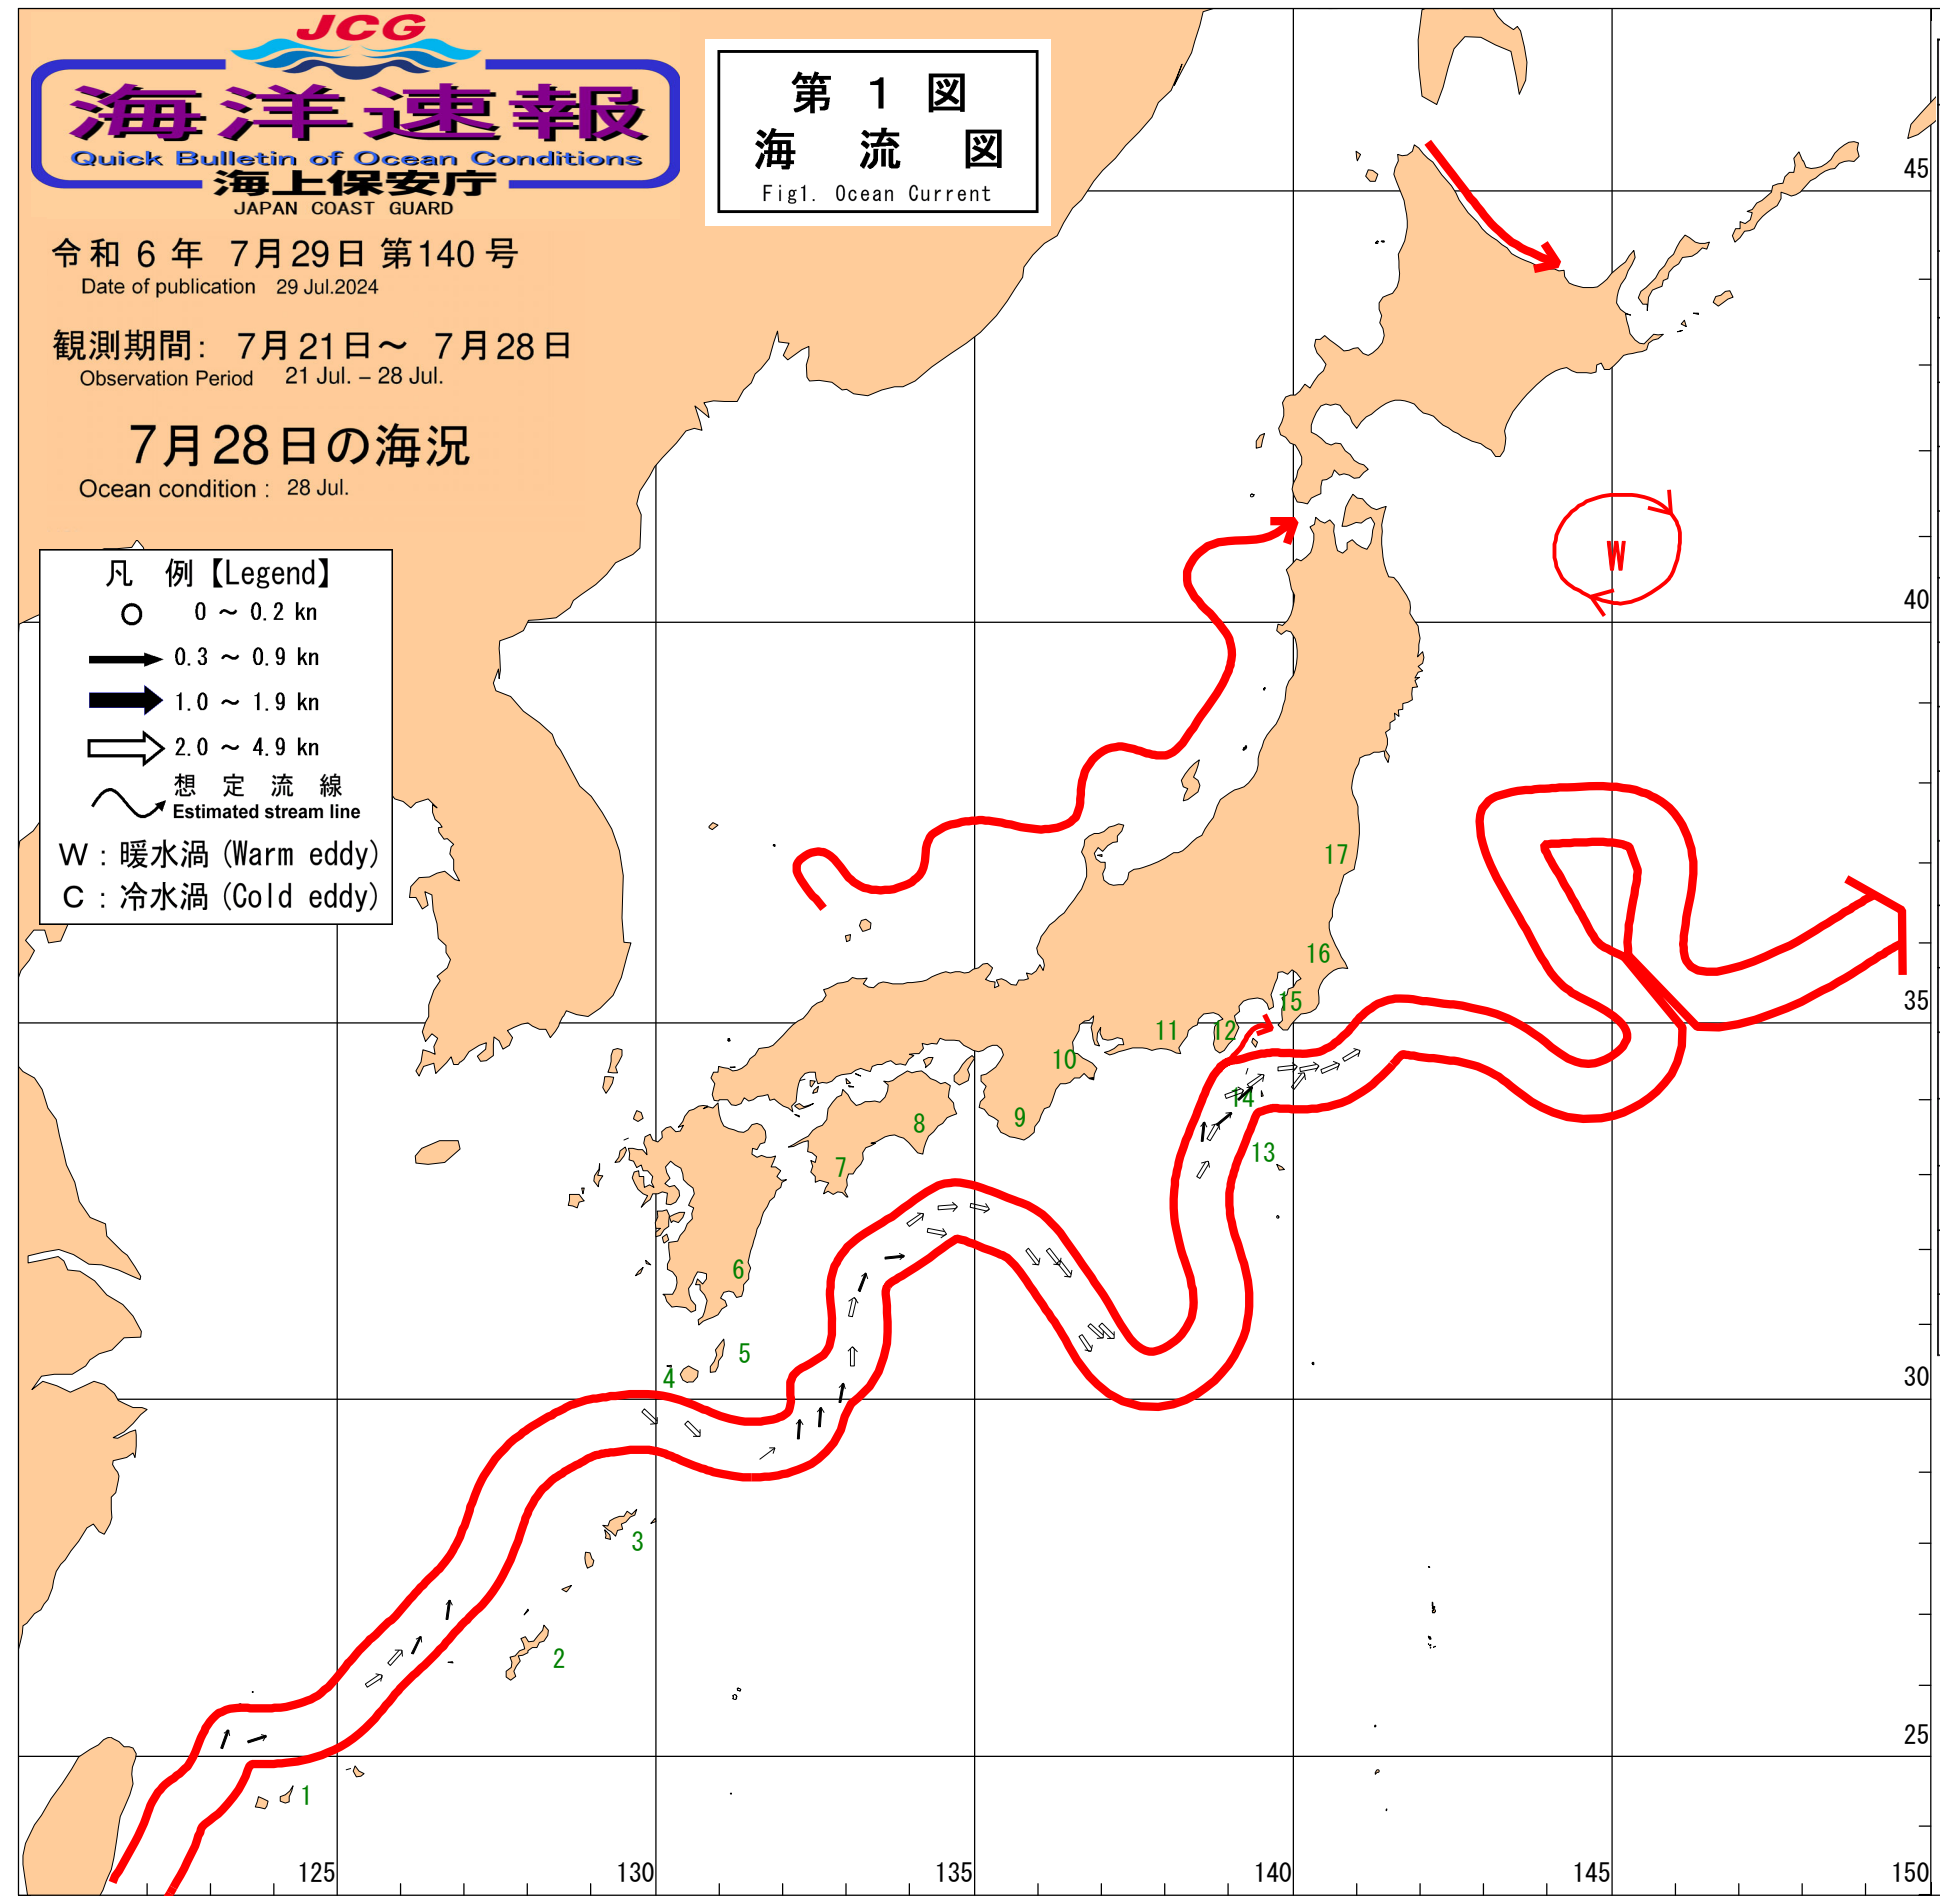 JCG
海洋速報
Quick Bulletin of Ocean Conditions
海上保安庁
JAPAN COAST GUARD
令和 6 年 7月29日 第140号
Date of publication 29 Jul.2024
観測期間: 7月21日～ 7月28日
Observation Period 21 Jul. – 28 Jul.
7月28日の海況
Ocean condition : 28 Jul.
第 1 図
海 流 図
Fig1. Ocean Current
凡 例【Legend】
0 ～ 0.2 kn
0.3 ～ 0.9 kn
1.0 ～ 1.9 kn
2.0 ～ 4.9 kn
想 定 流 線
Estimated stream line
W : 暖水渦 (Warm eddy)
C : 冷水渦 (Cold eddy)
45
W
40
17
16
15
35
12
11
10
14
9
8
13
7
6
5
4
30
3
2
25
1
125
130
135
140
145
150